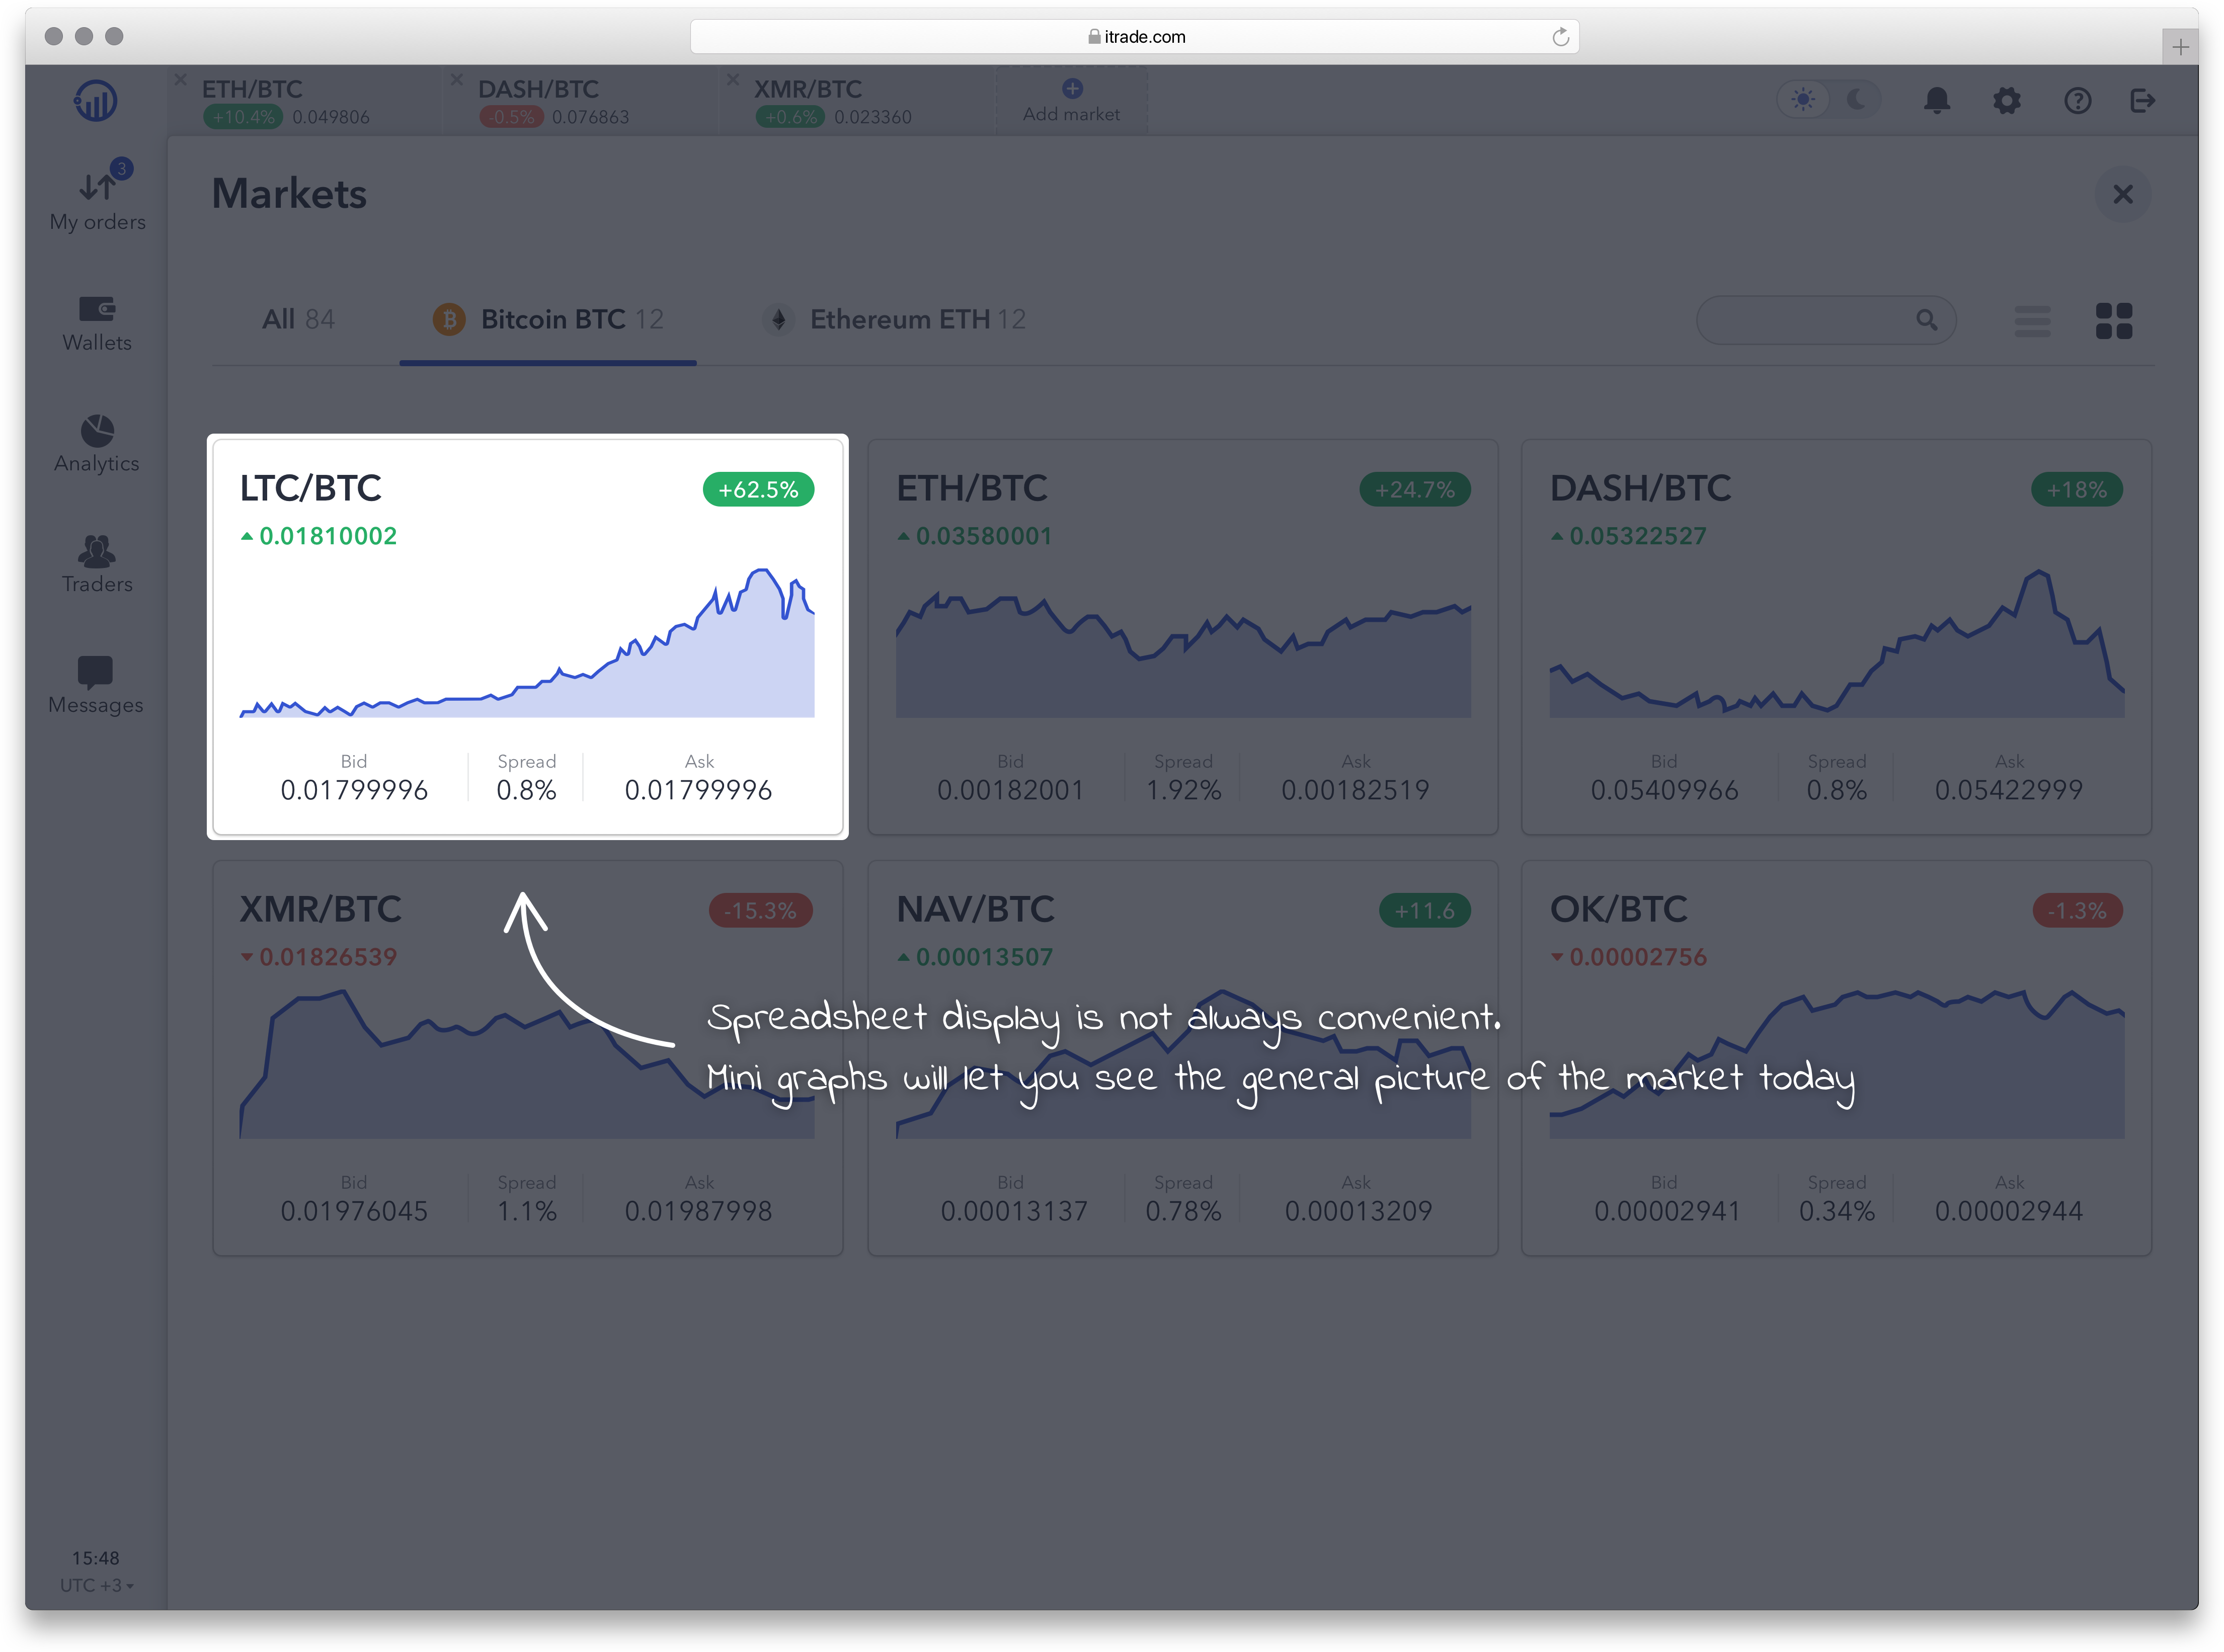 itrade.com
ETH/BTC
+10.4% 0.049806
DASH/BTC
-0.5% 0.076863
XMR/BTC
+0.6% 0.023360
Add market
3
My orders
Wallets
Analytics
Traders
Messages
15:48
UTC +3
Markets
All 84
Bitcoin BTC 12
Ethereum ETH 12
LTC/BTC
+62.5%
0.01810002
Bid Spread Ask
0.01799996 0.8% 0.01799996
ETH/BTC
+24.7%
0.03580001
Bid Spread Ask
0.00182001 1.92% 0.00182519
DASH/BTC
+18%
0.05322527
Bid Spread Ask
0.05409966 0.8% 0.05422999
XMR/BTC
-15.3%
0.01826539
Bid Spread Ask
0.01976045 1.1% 0.01987998
NAV/BTC
+11.6
0.00013507
Bid Spread Ask
0.00013137 0.78% 0.00013209
OK/BTC
-1.3%
0.00002756
Bid Spread Ask
0.00002941 0.34% 0.00002944
Spreadsheet display is not always convenient.
Mini graphs will let you see the general picture of the market today